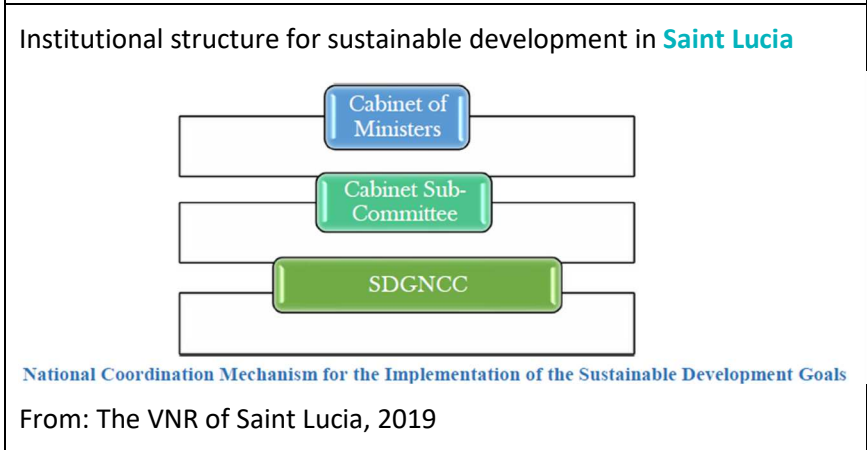 Institutional structure for sustainable development in Saint Lucia
Cabinet of
Ministers
Cabinet Sub-
Committee
SDGNCC
National Coordination Mechanism for the Implementation of the Sustainable Development Goals
From: The VNR of Saint Lucia, 2019